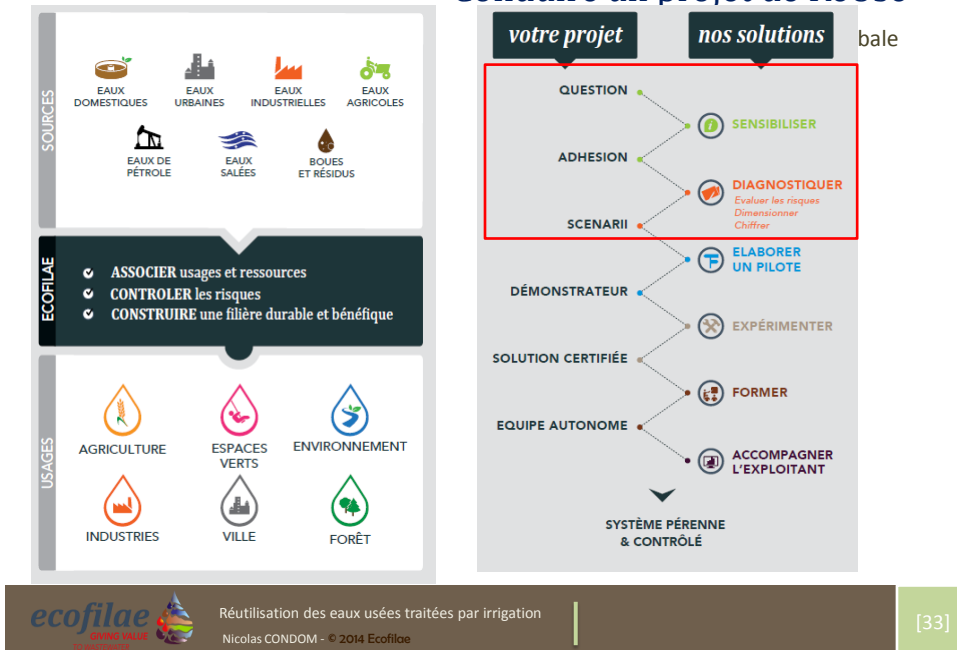 votre projet
nos solutions
bale
SOURCES
EAUX
DOMESTIQUES
EAUX
URBAINES
EAUX
INDUSTRIELLES
EAUX
AGRICOLES
EAUX DE
PÉTROLE
EAUX
SALÉES
BOUES
ET RÉSIDUS
ECOFILAE
ASSOCIER usages et ressources
CONTROLER les risques
CONSTRUIRE une filière durable et bénéfique
USAGES
AGRICULTURE
ESPACES
VERTS
ENVIRONNEMENT
INDUSTRIES
VILLE
FORÊT
QUESTION
SENSIBILISER
ADHESION
DIAGNOSTIQUER
Evaluer les risques
Dimensionner
Chiffrer
SCENARII
ELABORER
UN PILOTE
DÉMONSTRATEUR
EXPÉRIMENTER
SOLUTION CERTIFIÉE
FORMER
EQUIPE AUTONOME
ACCOMPAGNER
L'EXPLOITANT
SYSTÈME PÉRENNE
& CONTRÔLÉ
ecofilae
GIVING VALUE
Réutilisation des eaux usées traitées par irrigation
Nicolas CONDOM - © 2014 Ecofilae
[33]